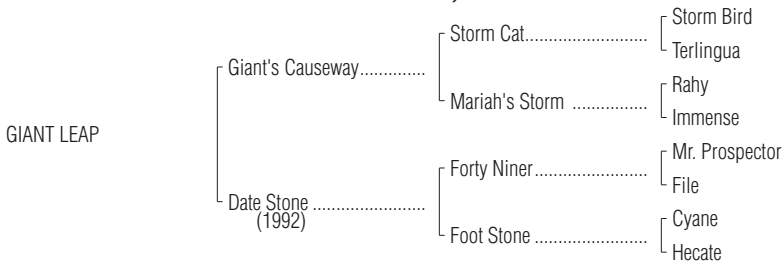 Storm Bird
Storm Cat..............................
Terlingua
Giant's Causeway..............
Rahy
Mariah's Storm ..................
Immense
GIANT LEAP
Mr. Prospector
Forty Niner............................
File
Date Stone ...........................
(1992)
Cyane
Foot Stone ...........................
Hecate